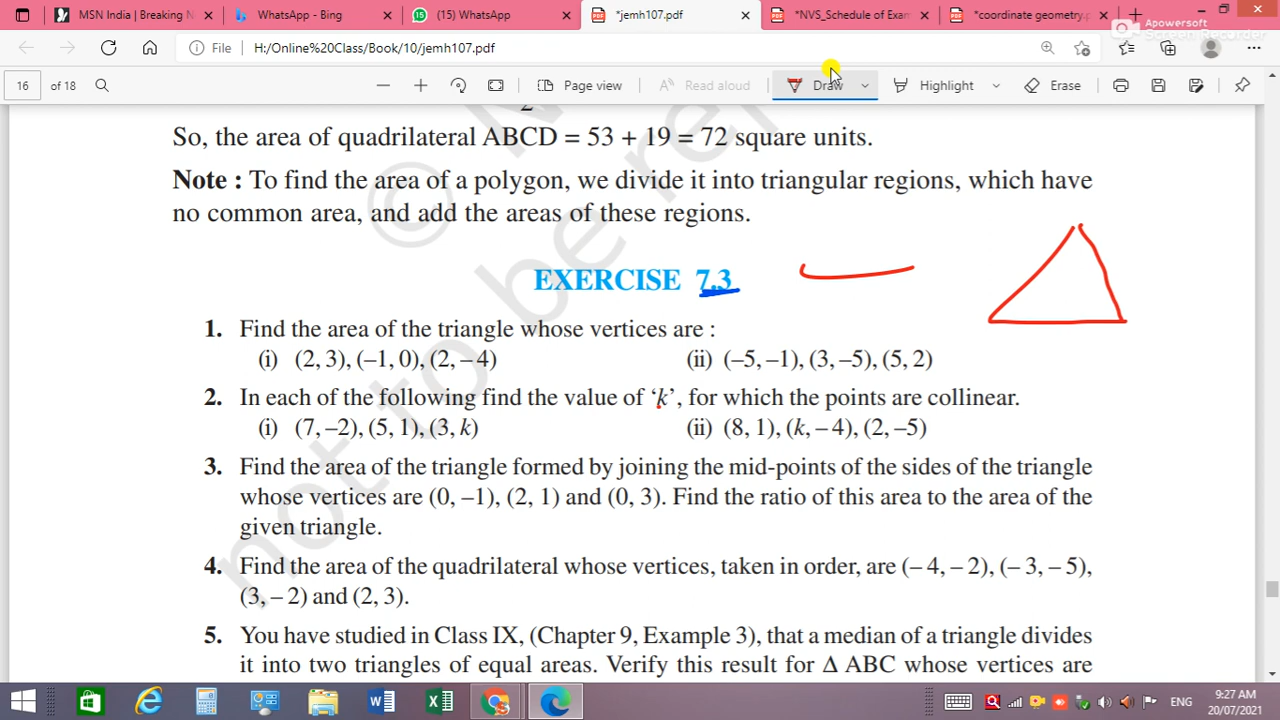 MSN India | Breaking N
WhatsApp - Bing
(15) WhatsApp
*jemh107.pdf
*NVS_Schedule of Exam
*coordinate geometry.p
Apowersoft
Screen Recorder
File
H:/Online%20Class/Book/10/jemh107.pdf
16 of 18
Page view
Read aloud
Draw
Highlight
Erase
So, the area of quadrilateral ABCD = 53 + 19 = 72 square units.
Note : To find the area of a polygon, we divide it into triangular regions, which have
no common area, and add the areas of these regions.
EXERCISE 7.3
1. Find the area of the triangle whose vertices are :
(i) (2, 3), (–1, 0), (2, – 4) (ii) (–5, –1), (3, –5), (5, 2)
2. In each of the following find the value of ‘k’, for which the points are collinear.
(i) (7, –2), (5, 1), (3, k) (ii) (8, 1), (k, – 4), (2, –5)
3. Find the area of the triangle formed by joining the mid-points of the sides of the triangle
whose vertices are (0, –1), (2, 1) and (0, 3). Find the ratio of this area to the area of the
given triangle.
4. Find the area of the quadrilateral whose vertices, taken in order, are (– 4, – 2), (– 3, – 5),
(3, – 2) and (2, 3).
5. You have studied in Class IX, (Chapter 9, Example 3), that a median of a triangle divides
it into two triangles of equal areas. Verify this result for Δ ABC whose vertices are
not to be re
©
ENG
9:27 AM
20/07/2021